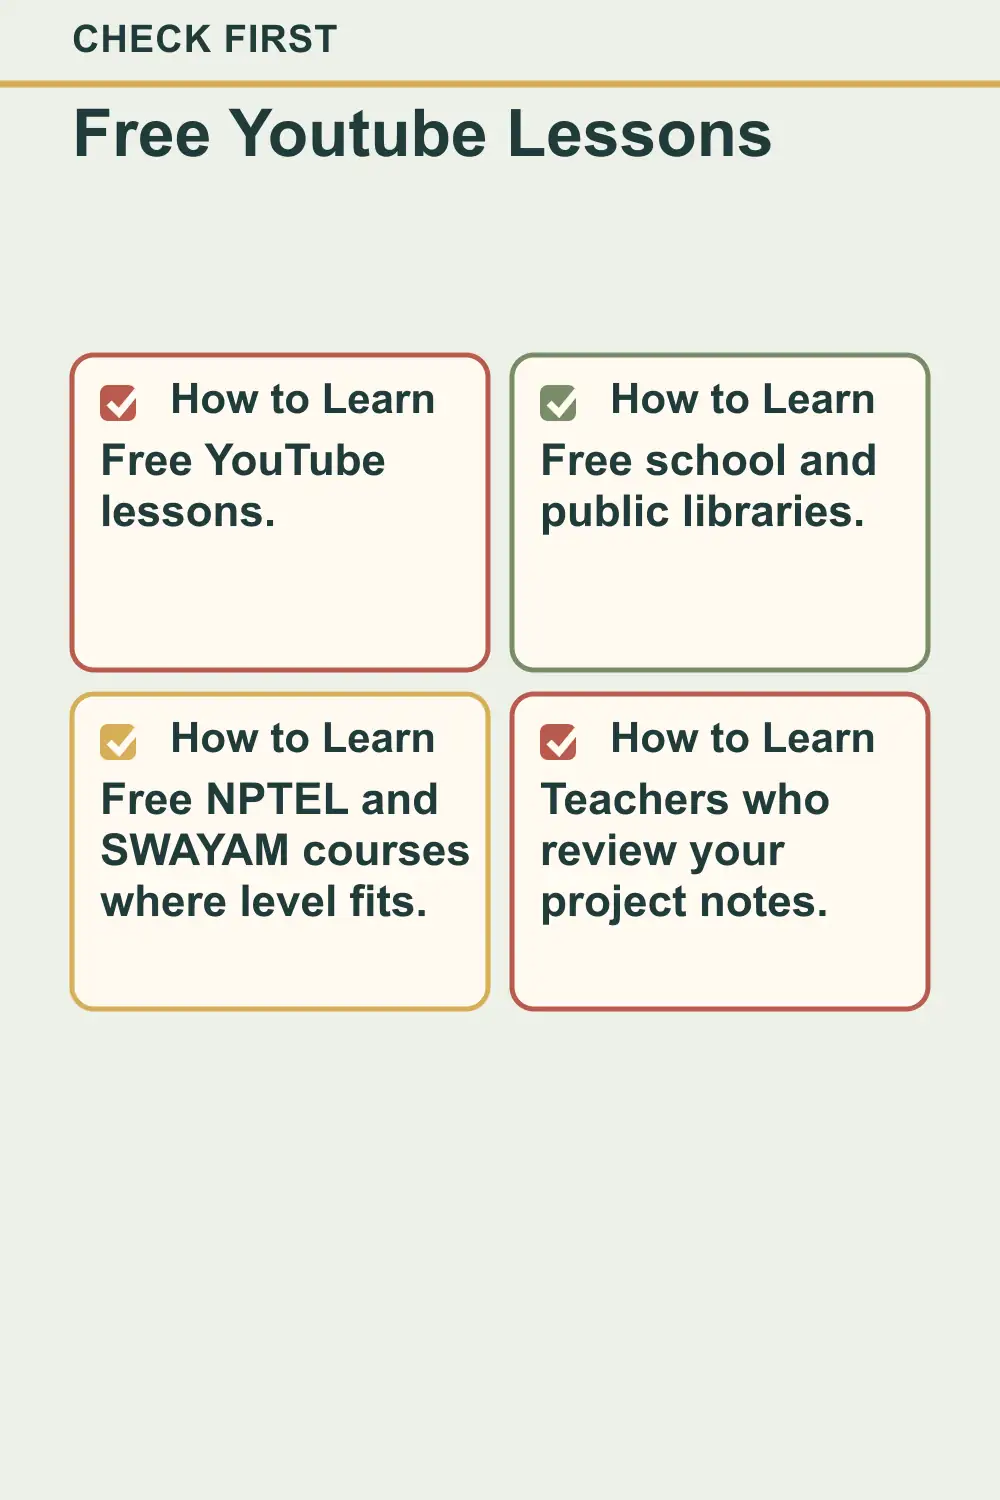 CHECK FIRST
Free Youtube Lessons
How to Learn
Free YouTube
lessons.
How to Learn
Free school and
public libraries.
How to Learn
Free NPTEL and
SWAYAM courses
where level fits.
How to Learn
Teachers who
review your
project notes.